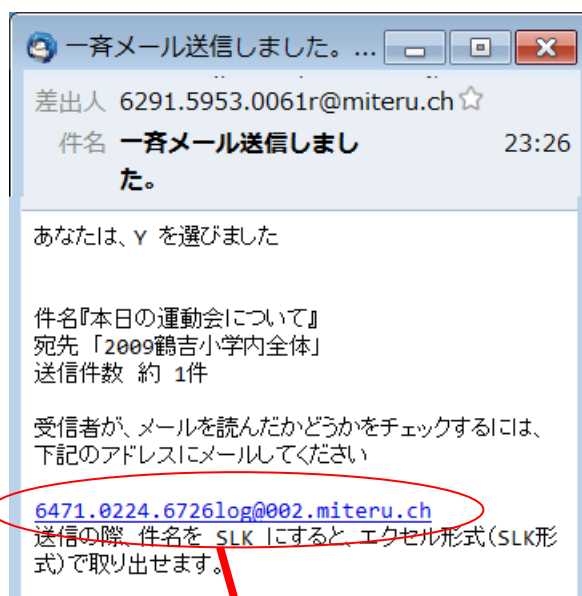 一斉メール送信しました。...
差出人 6291.5953.0061r@miteru.ch
件名 一斉メール送信しまし 23:26
た。
あなたは、Y を選びました
件名『本日の運動会について』
宛先「2009鶴吉小学内全体」
送信件数 約 1件
受信者が、メールを読んだかどうかをチェックするには、
下記のアドレスにメールしてください
6471.0224.6726log@002.miteru.ch
送信の際、件名を SLK にすると、エクセル形式(SLK形
式)で取り出せます。